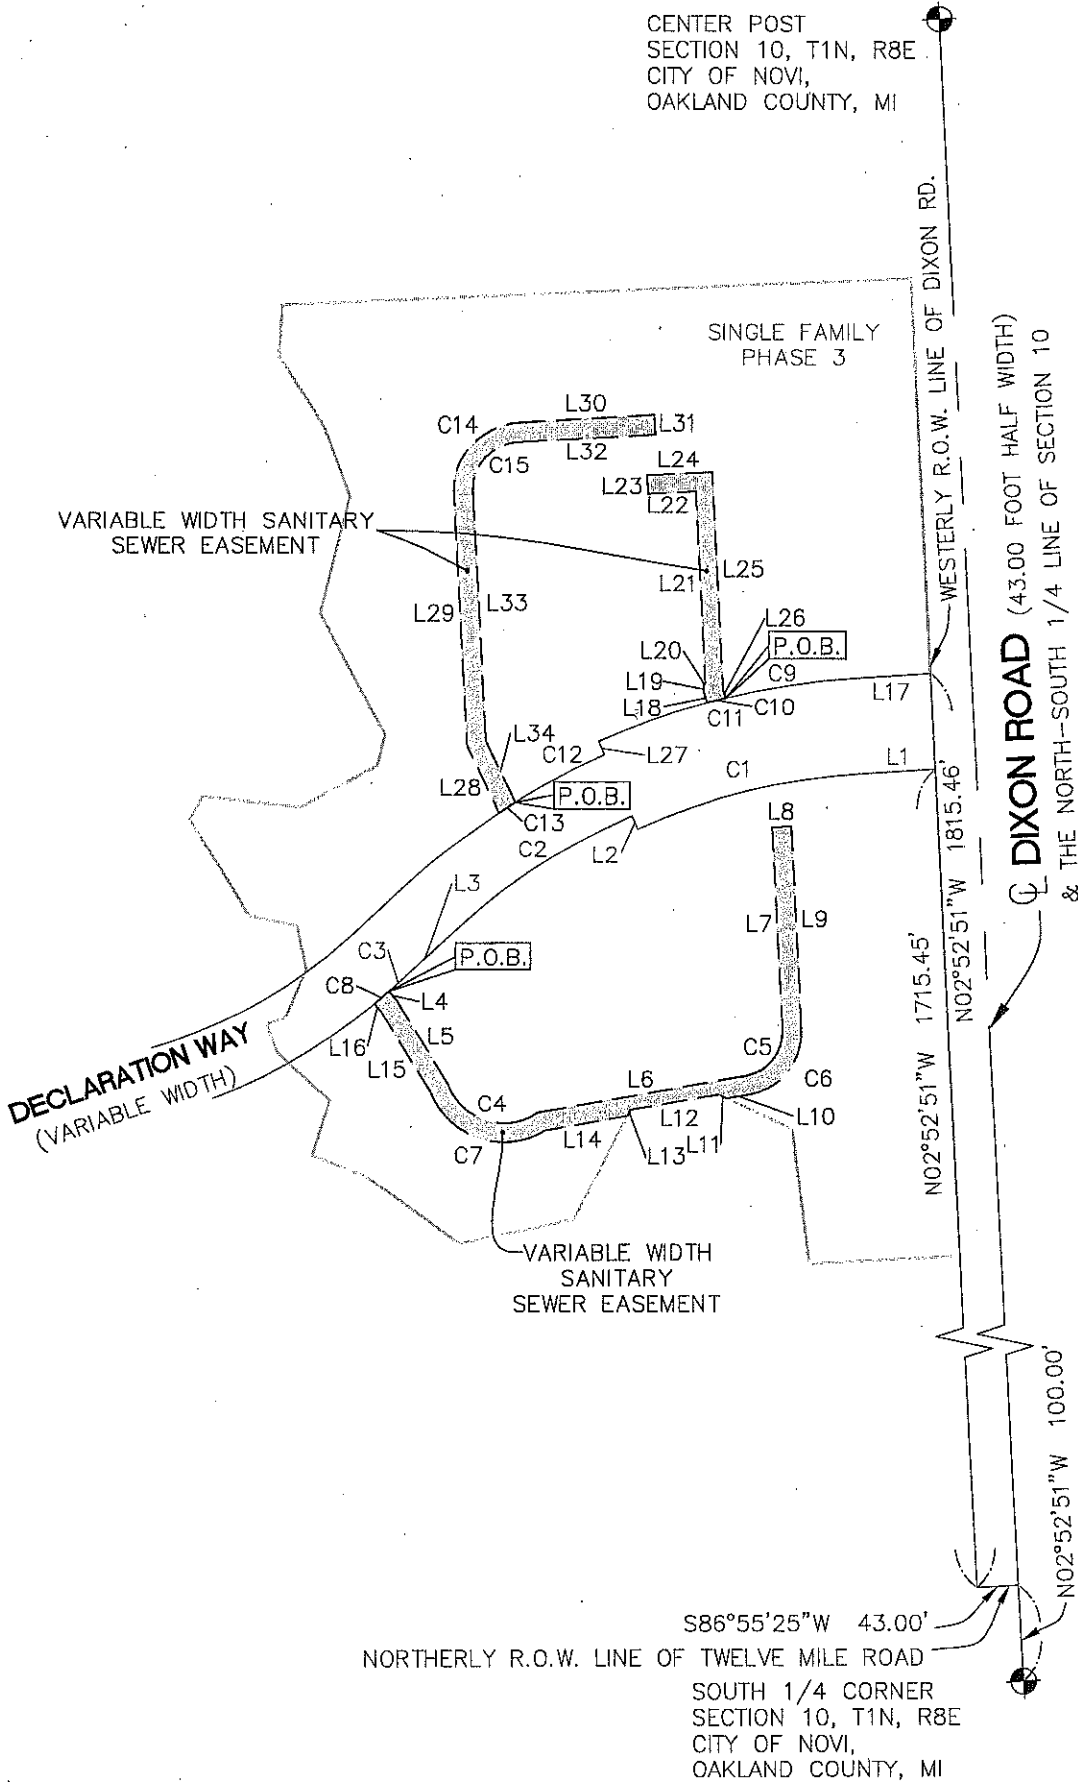 CENTER POST
SECTION 10, T1N, R8E
CITY OF NOVI,
OAKLAND COUNTY, MI
WESTERLY R.O.W. LINE OF DIXON RD.
SINGLE FAMILY
PHASE 3
℄ DIXON ROAD (43.00 FOOT HALF WIDTH)
& THE NORTH-SOUTH 1/4 LINE OF SECTION 10
L30
C14
L31
L32
C15
L24
L23
L22
VARIABLE WIDTH SANITARY
SEWER EASEMENT
L21
L25
L29
L33
L26
L20
P.O.B.
L19
C9
L17
L18
C11
C10
L34
C12
L27
C1
L1
L28
P.O.B.
C13
C2
L2
L8
L3
L7
L9
C3
P.O.B.
C8
L4
L5
L16
L15
C5
C6
L6
C4
L12
L10
L14
L11
C7
L13
DECLARATION WAY
(VARIABLE WIDTH)
N02°52'51"W 1715.45'
N02°52'51"W 1815.46'
VARIABLE WIDTH
SANITARY
SEWER EASEMENT
N02°52'51"W 100.00'
S86°55'25"W 43.00'
NORTHERLY R.O.W. LINE OF TWELVE MILE ROAD
SOUTH 1/4 CORNER
SECTION 10, T1N, R8E
CITY OF NOVI,
OAKLAND COUNTY, MI